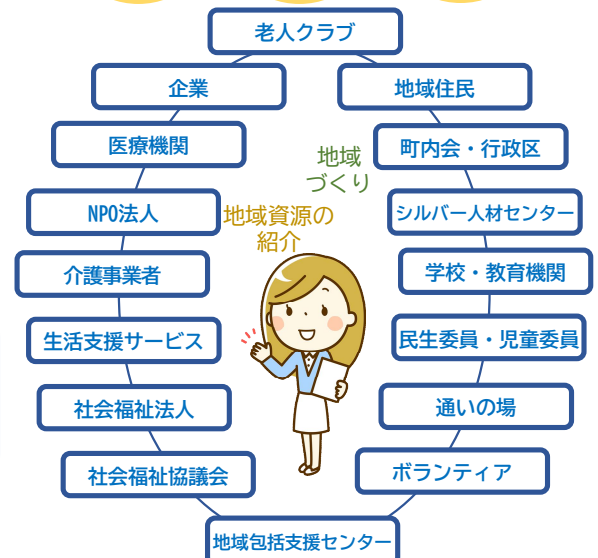 老人クラブ
企業
地域住民
医療機関
町内会・行政区
地域
づくり
NPO法人
地域資源の
紹介
シルバー人材センター
介護事業者
学校・教育機関
生活支援サービス
民生委員・児童委員
社会福祉法人
通いの場
社会福祉協議会
ボランティア
地域包括支援センター